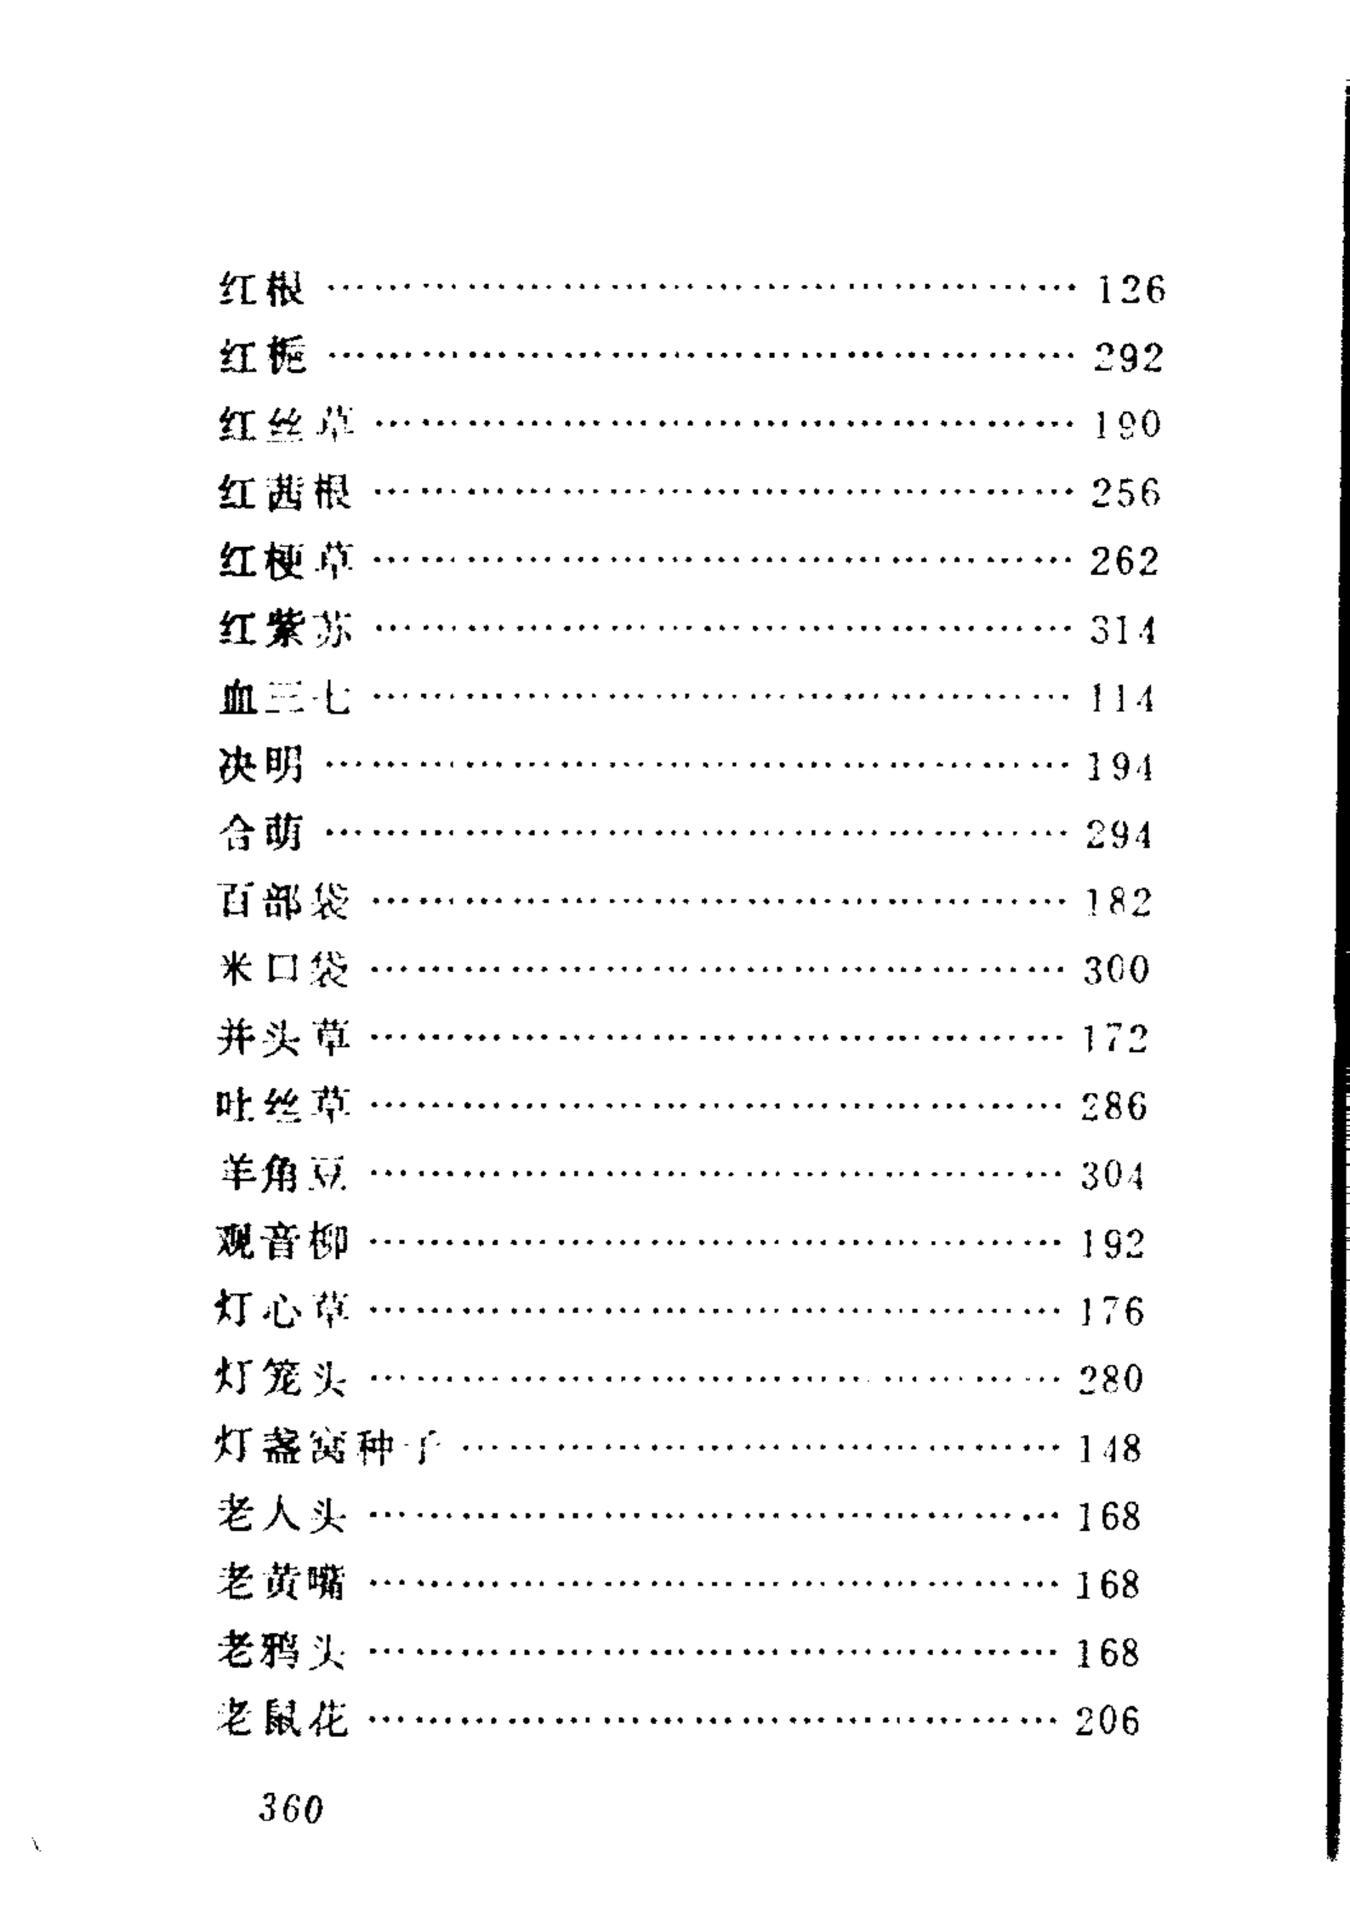 红根 …………………………………………… 126
红栀 …………………………………………… 292
红丝草 ………………………………………… 190
红茜根 ………………………………………… 256
红梗草 ………………………………………… 262
红紫苏 ………………………………………… 314
血三七 ………………………………………… 114
决明 …………………………………………… 194
合萌 …………………………………………… 294
百部袋 ………………………………………… 182
米口袋 ………………………………………… 300
并头草 ………………………………………… 172
吐丝草 ………………………………………… 286
羊角豆 ………………………………………… 304
观音柳 ………………………………………… 192
灯心草 ………………………………………… 176
灯笼头 ………………………………………… 280
灯盏窝种子 …………………………………… 148
老人头 ………………………………………… 168
老黄嘴 ………………………………………… 168
老鸦头 ………………………………………… 168
老鼠花 ………………………………………… 206
360